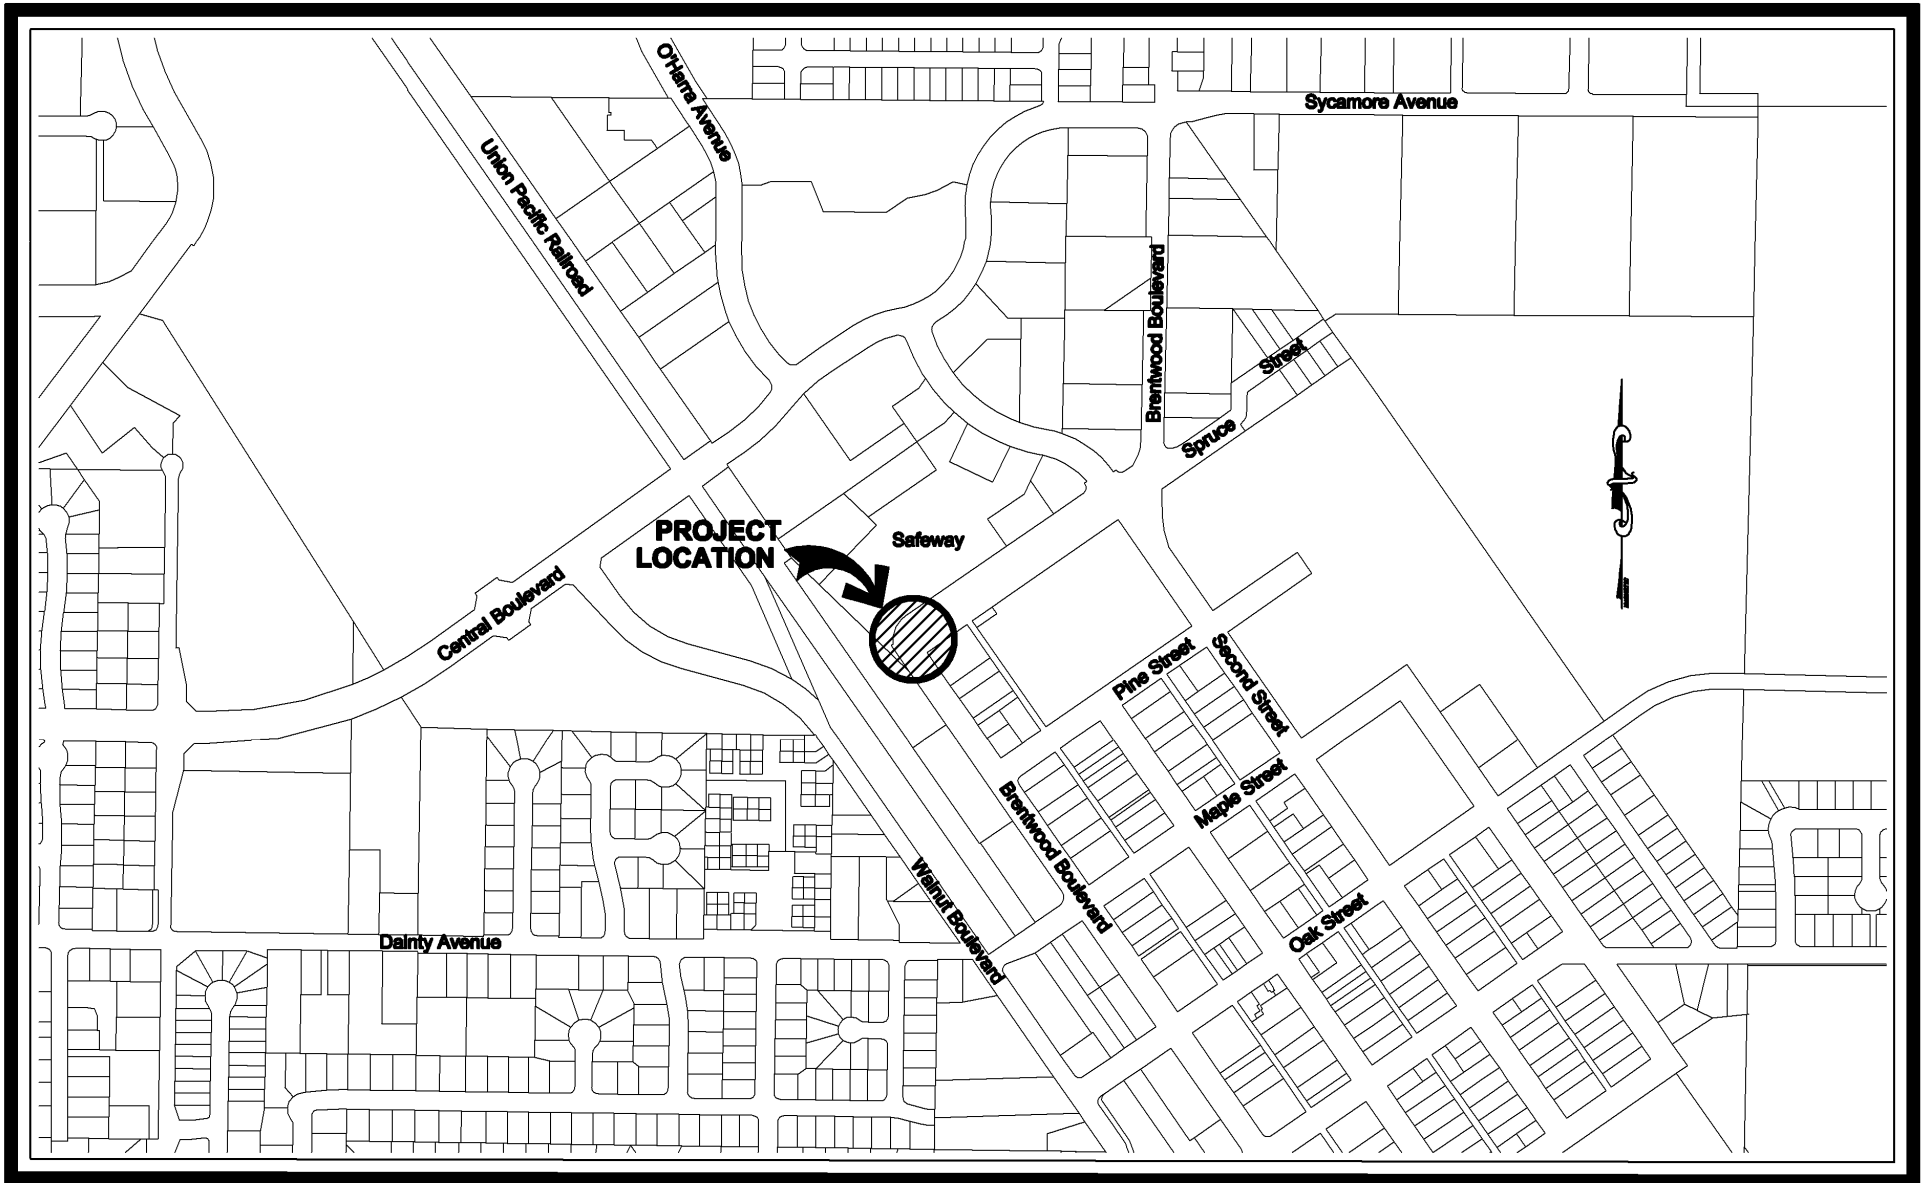 O'Harra Avenue
Sycamore Avenue
Union Pacific Railroad
Brentwood Boulevard
Street
Spruce
PROJECT
LOCATION
Safeway
Central Boulevard
Pine Street
Second Street
Maple Street
Brentwood Boulevard
Walnut Boulevard
Oak Street
Dainty Avenue